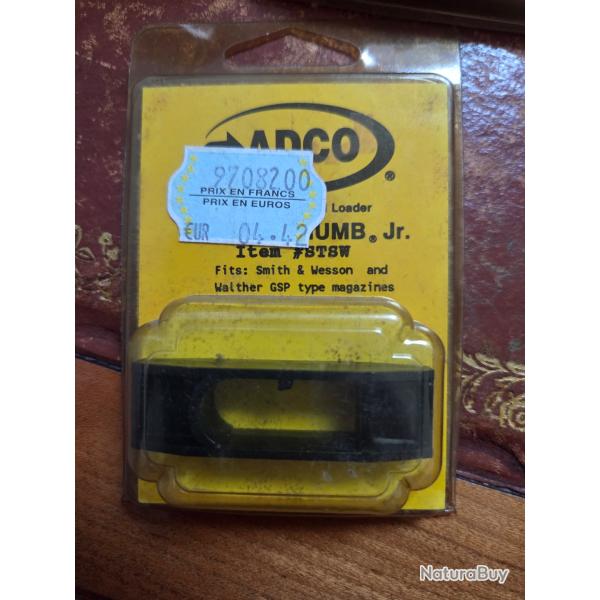 ADCO
®
9708200
PRIX EN FRANCS
PRIX EN EUROS
EUR 04.42
Loader
UMB® Jr.
Item #STSW
Fits: Smith & Wesson and
Walther GSP type magazines
NaturaBuy